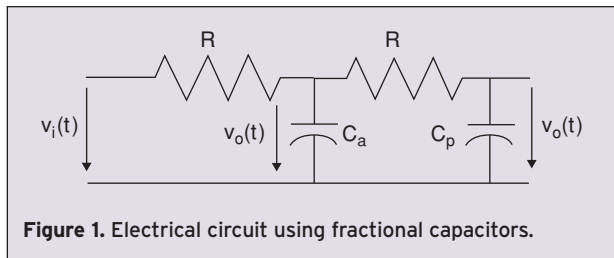 R R
v_i(t) v_o(t) C_a C_p v_o(t)
Figure 1. Electrical circuit using fractional capacitors.